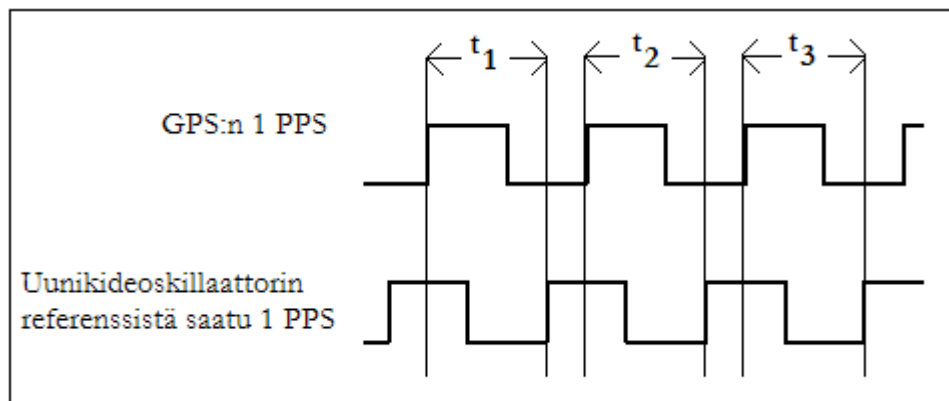 t1 t2 t3
GPS:n 1 PPS
Uunikideoskillaattorin
referenssistä saatu 1 PPS